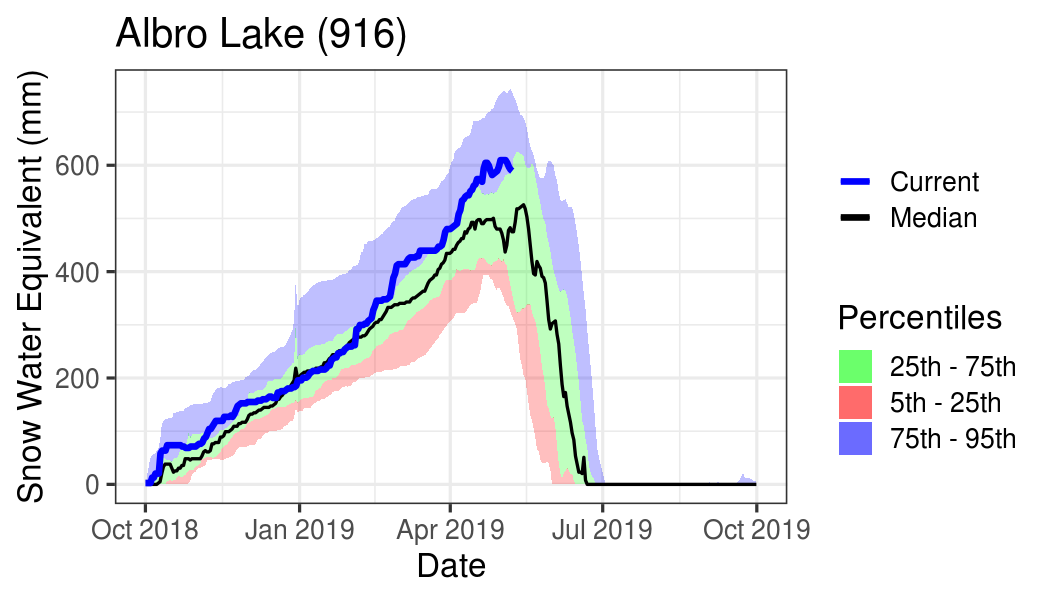 Albro Lake (916)
Snow Water Equivalent (mm)
600
400
200
0
Oct 2018
Jan 2019
Apr 2019
Jul 2019
Oct 2019
Date
Current
Median
Percentiles
25th - 75th
5th - 25th
75th - 95th